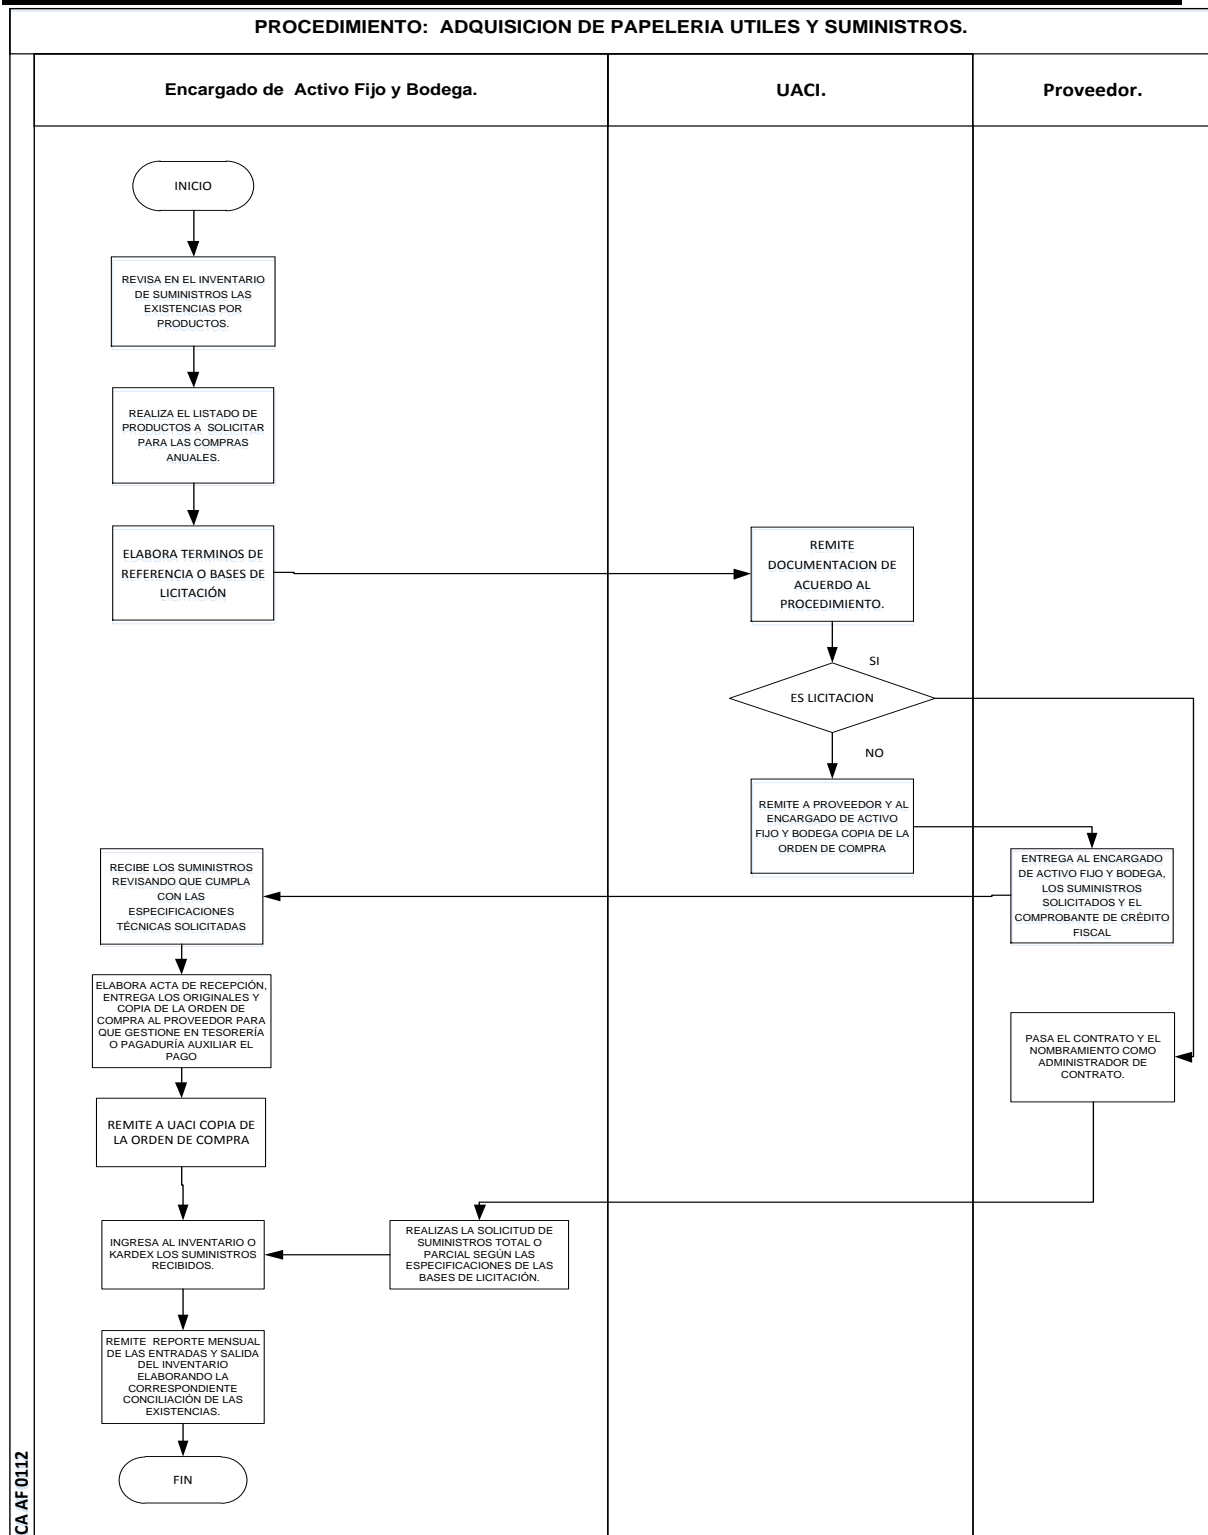 PROCEDIMIENTO: ADQUISICION DE PAPELERIA UTILES Y SUMINISTROS.
Encargado de Activo Fijo y Bodega.
UACI.
Proveedor.
INICIO
REVISA EN EL INVENTARIO
DE SUMINISTROS LAS
EXISTENCIAS POR
PRODUCTOS.
REALIZA EL LISTADO DE
PRODUCTOS A SOLICITAR
PARA LAS COMPRAS
ANUALES.
ELABORA TERMINOS DE
REFERENCIA O BASES DE
LICITACIÓN
REMITE
DOCUMENTACION DE
ACUERDO AL
PROCEDIMIENTO.
SI
ES LICITACION
NO
REMITE A PROVEEDOR Y AL
ENCARGADO DE ACTIVO
FIJO Y BODEGA COPIA DE LA
ORDEN DE COMPRA
ENTREGA AL ENCARGADO
DE ACTIVO FIJO Y BODEGA,
LOS SUMINISTROS
SOLICITADOS Y EL
COMPROBANTE DE CRÉDITO
FISCAL
RECIBE LOS SUMINISTROS
REVISANDO QUE CUMPLA
CON LAS
ESPECIFICACIONES
TÉCNICAS SOLICITADAS
ELABORA ACTA DE RECEPCIÓN,
ENTREGA LOS ORIGINALES Y
COPIA DE LA ORDEN DE
COMPRA AL PROVEEDOR PARA
QUE GESTIONE EN TESORERÍA
O PAGADURÍA AUXILIAR EL
PAGO
PASA EL CONTRATO Y EL
NOMBRAMIENTO COMO
ADMINISTRADOR DE
CONTRATO.
REMITE A UACI COPIA DE
LA ORDEN DE COMPRA
INGRESA AL INVENTARIO O
KARDEX LOS SUMINISTROS
RECIBIDOS.
REALIZAS LA SOLICITUD DE
SUMINISTROS TOTAL O
PARCIAL SEGÚN LAS
ESPECIFICACIONES DE LAS
BASES DE LICITACIÓN.
REMITE REPORTE MENSUAL
DE LAS ENTRADAS Y SALIDA
DEL INVENTARIO
ELABORANDO LA
CORRESPONDIENTE
CONCILIACIÓN DE LAS
EXISTENCIAS.
FIN
CA AF 0112